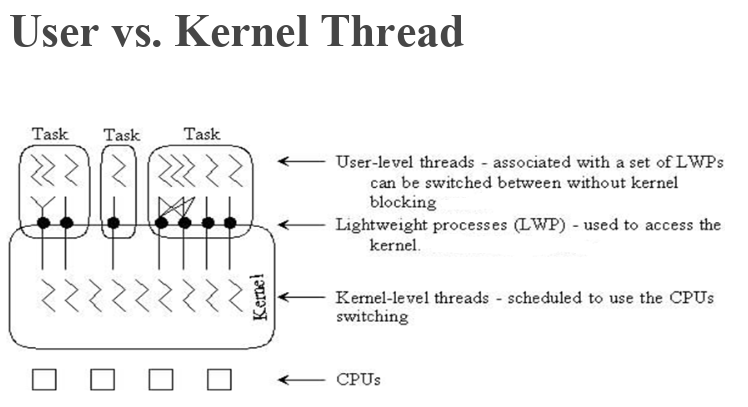 User vs. Kernel Thread
Task Task Task
User-level threads - associated with a set of LWPs
can be switched between without kernel
blocking
Lightweight processes (LWP) - used to access the
kernel.
Kernel
Kernel-level threads - scheduled to use the CPUs
switching
CPUs